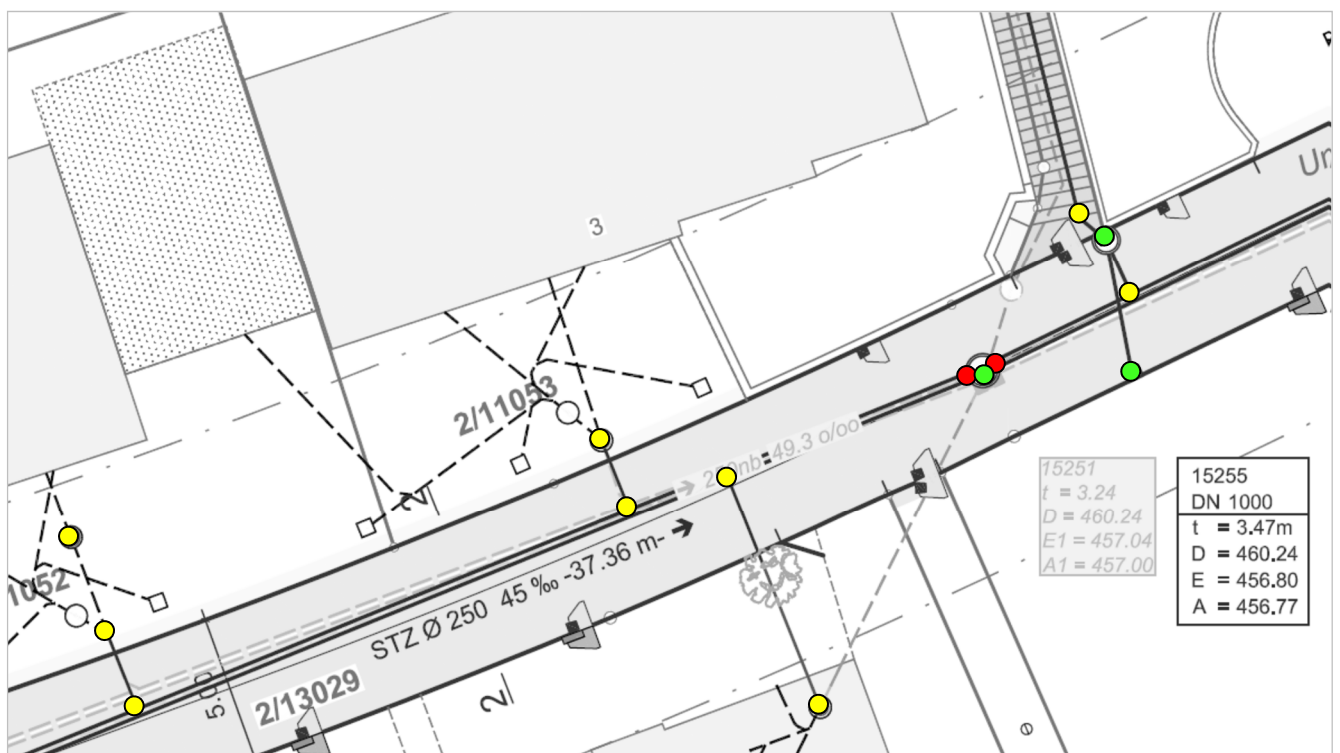 3
2/11053
250nb=49.3 o/oo
2
1052
STZ Ø 250 45 ‰ -37.36 m-
5.00
2/13029
2
15251
t = 3.24
D = 460.24
E1 = 457.04
A1 = 457.00
15255
DN 1000
t = 3.47m
D = 460.24
E = 456.80
A = 456.77